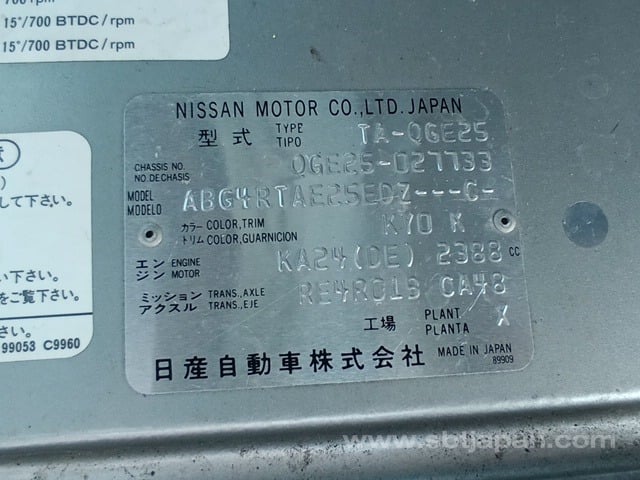 700 rpm
15°/700 BTDC/rpm
15°/700 BTDC/rpm
して下さい。
い下さい。
をご覧下さい。
99053 C9960
NISSAN MOTOR CO.,LTD. JAPAN
型式 TYPE TIPO TA-QGE25
CHASSIS NO. NO. DE CHASIS QGE25-027733
MODEL MODELO ABG4RTAE25EDZ---C-
カラー COLOR,TRIM トリム COLOR,GUARNICION KY0 K
エンジン ENGINE MOTOR KA24(DE) 2388 cc
ミッション アクスル TRANS.,AXLE TRANS.,EJE RE4R01B CA48
工場 PLANT PLANTA X
日産自動車株式会社 MADE IN JAPAN
89909
www.sbtjapan.com